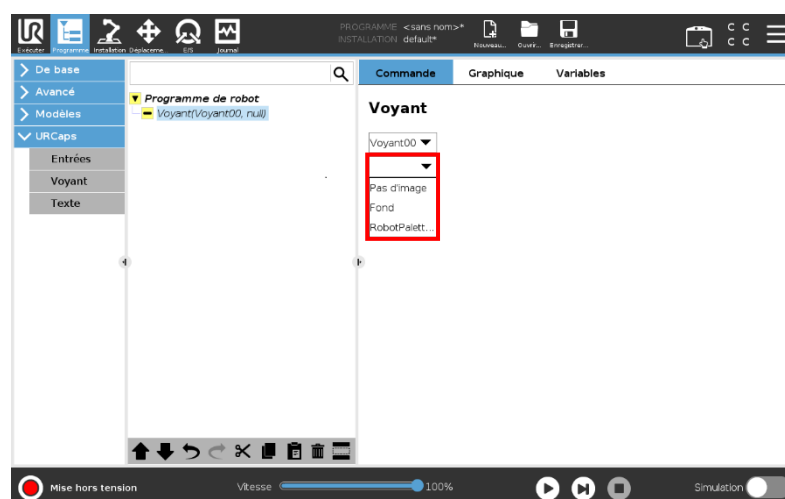 UR
PROGRAMME <sans nom>*
INSTALLATION default*
Exécuter Programme Installation Déplaceme... E/S Journal
Nouveau... Ouvrir... Enregistrer...
C C
C C
De base
Avancé
Modèles
URCaps
Entrées
Voyant
Texte
Programme de robot
Voyant(Voyant00, null)
Commande Graphique Variables
Voyant
Voyant00
Pas d'image
Fond
RobotPalett...
Mise hors tension
Vitesse 100%
Simulation